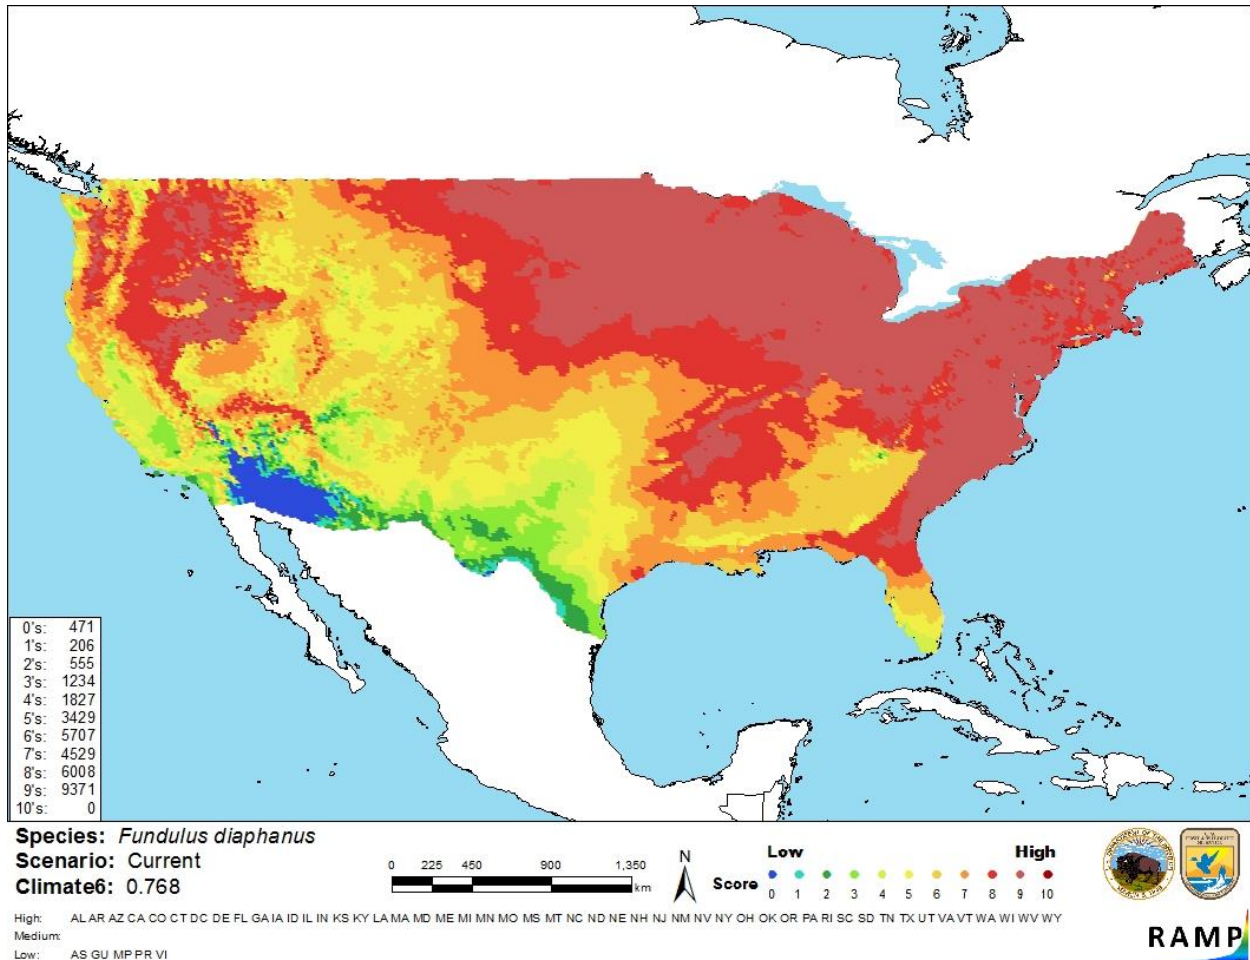 0's: 471
1's: 206
2's: 555
3's: 1234
4's: 1827
5's: 3429
6's: 5707
7's: 4529
8's: 6008
9's: 9371
10's: 0
Species: Fundulus diaphanus
Scenario: Current
Climate6: 0.768
0 225 450 900 1,350
km
N
Low High
Score 0 1 2 3 4 5 6 7 8 9 10
High: AL AR AZ CA CO CT DC DE FL GA IA ID IL IN KS KY LA MA MD ME MI MN MO MS MT NC ND NE NH NJ NM NV NY OH OK OR PA RI SC SD TN TX UT VA VT WA WI WV WY
Medium:
Low: AS GU MP PR VI
RAMP